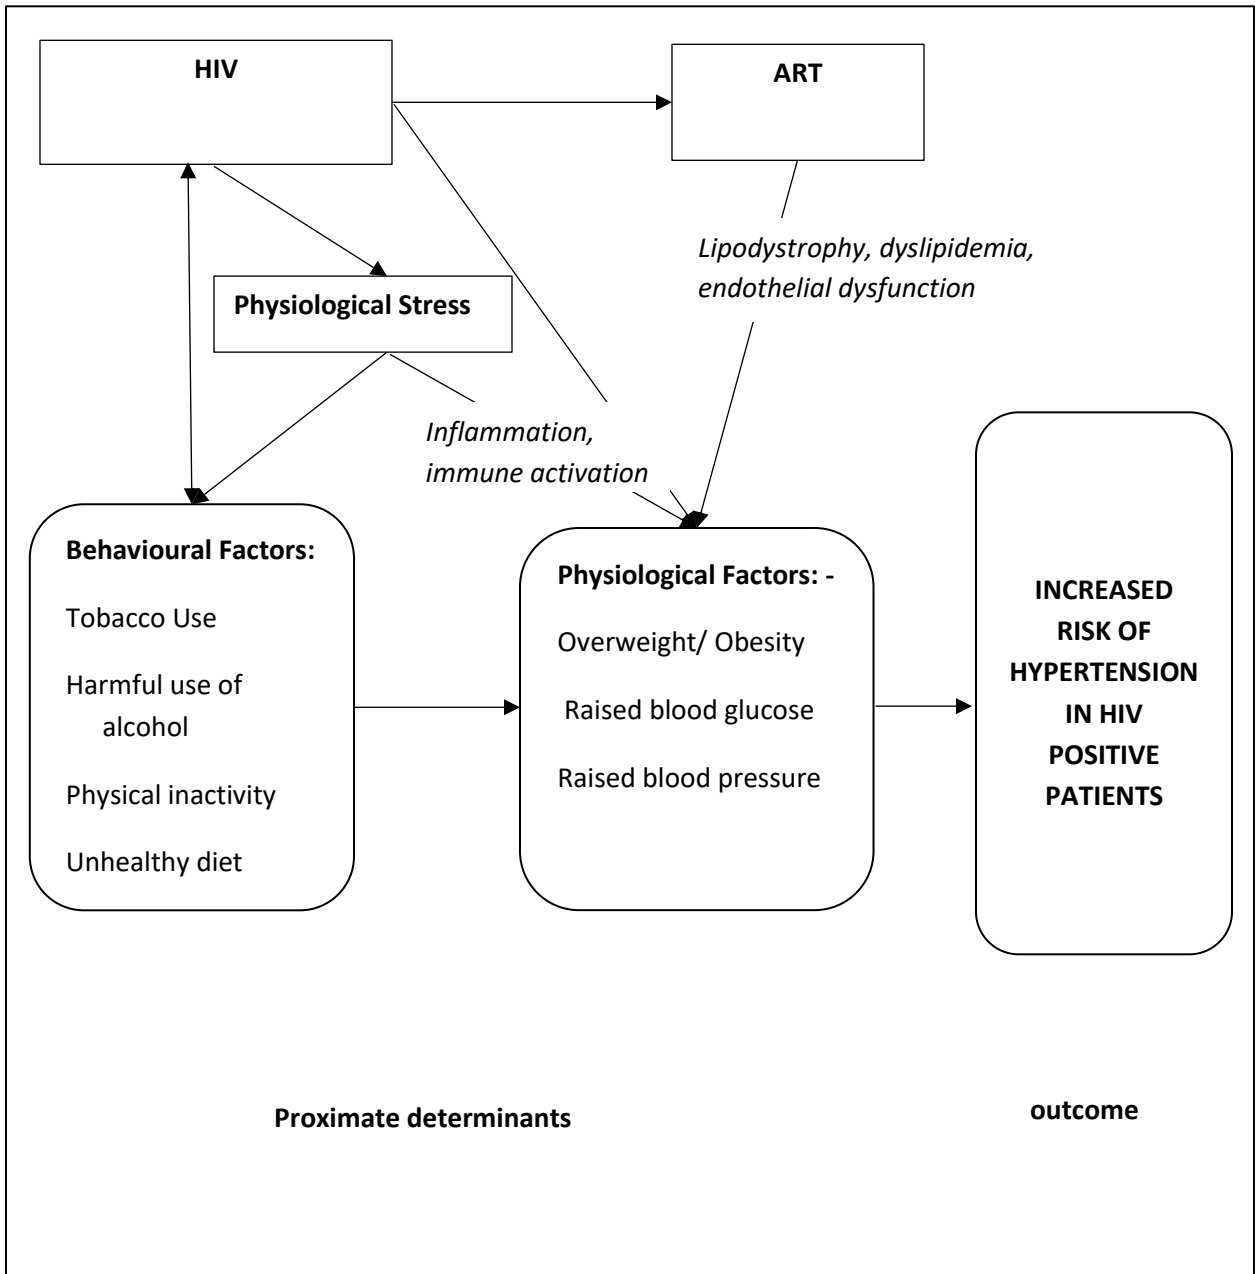 HIV
ART
Lipodystrophy, dyslipidemia,
endothelial dysfunction
Physiological Stress
Inflammation,
immune activation
Behavioural Factors:
Tobacco Use
Harmful use of
alcohol
Physical inactivity
Unhealthy diet
Physiological Factors: -
Overweight/ Obesity
Raised blood glucose
Raised blood pressure
INCREASED
RISK OF
HYPERTENSION
IN HIV
POSITIVE
PATIENTS
Proximate determinants
outcome